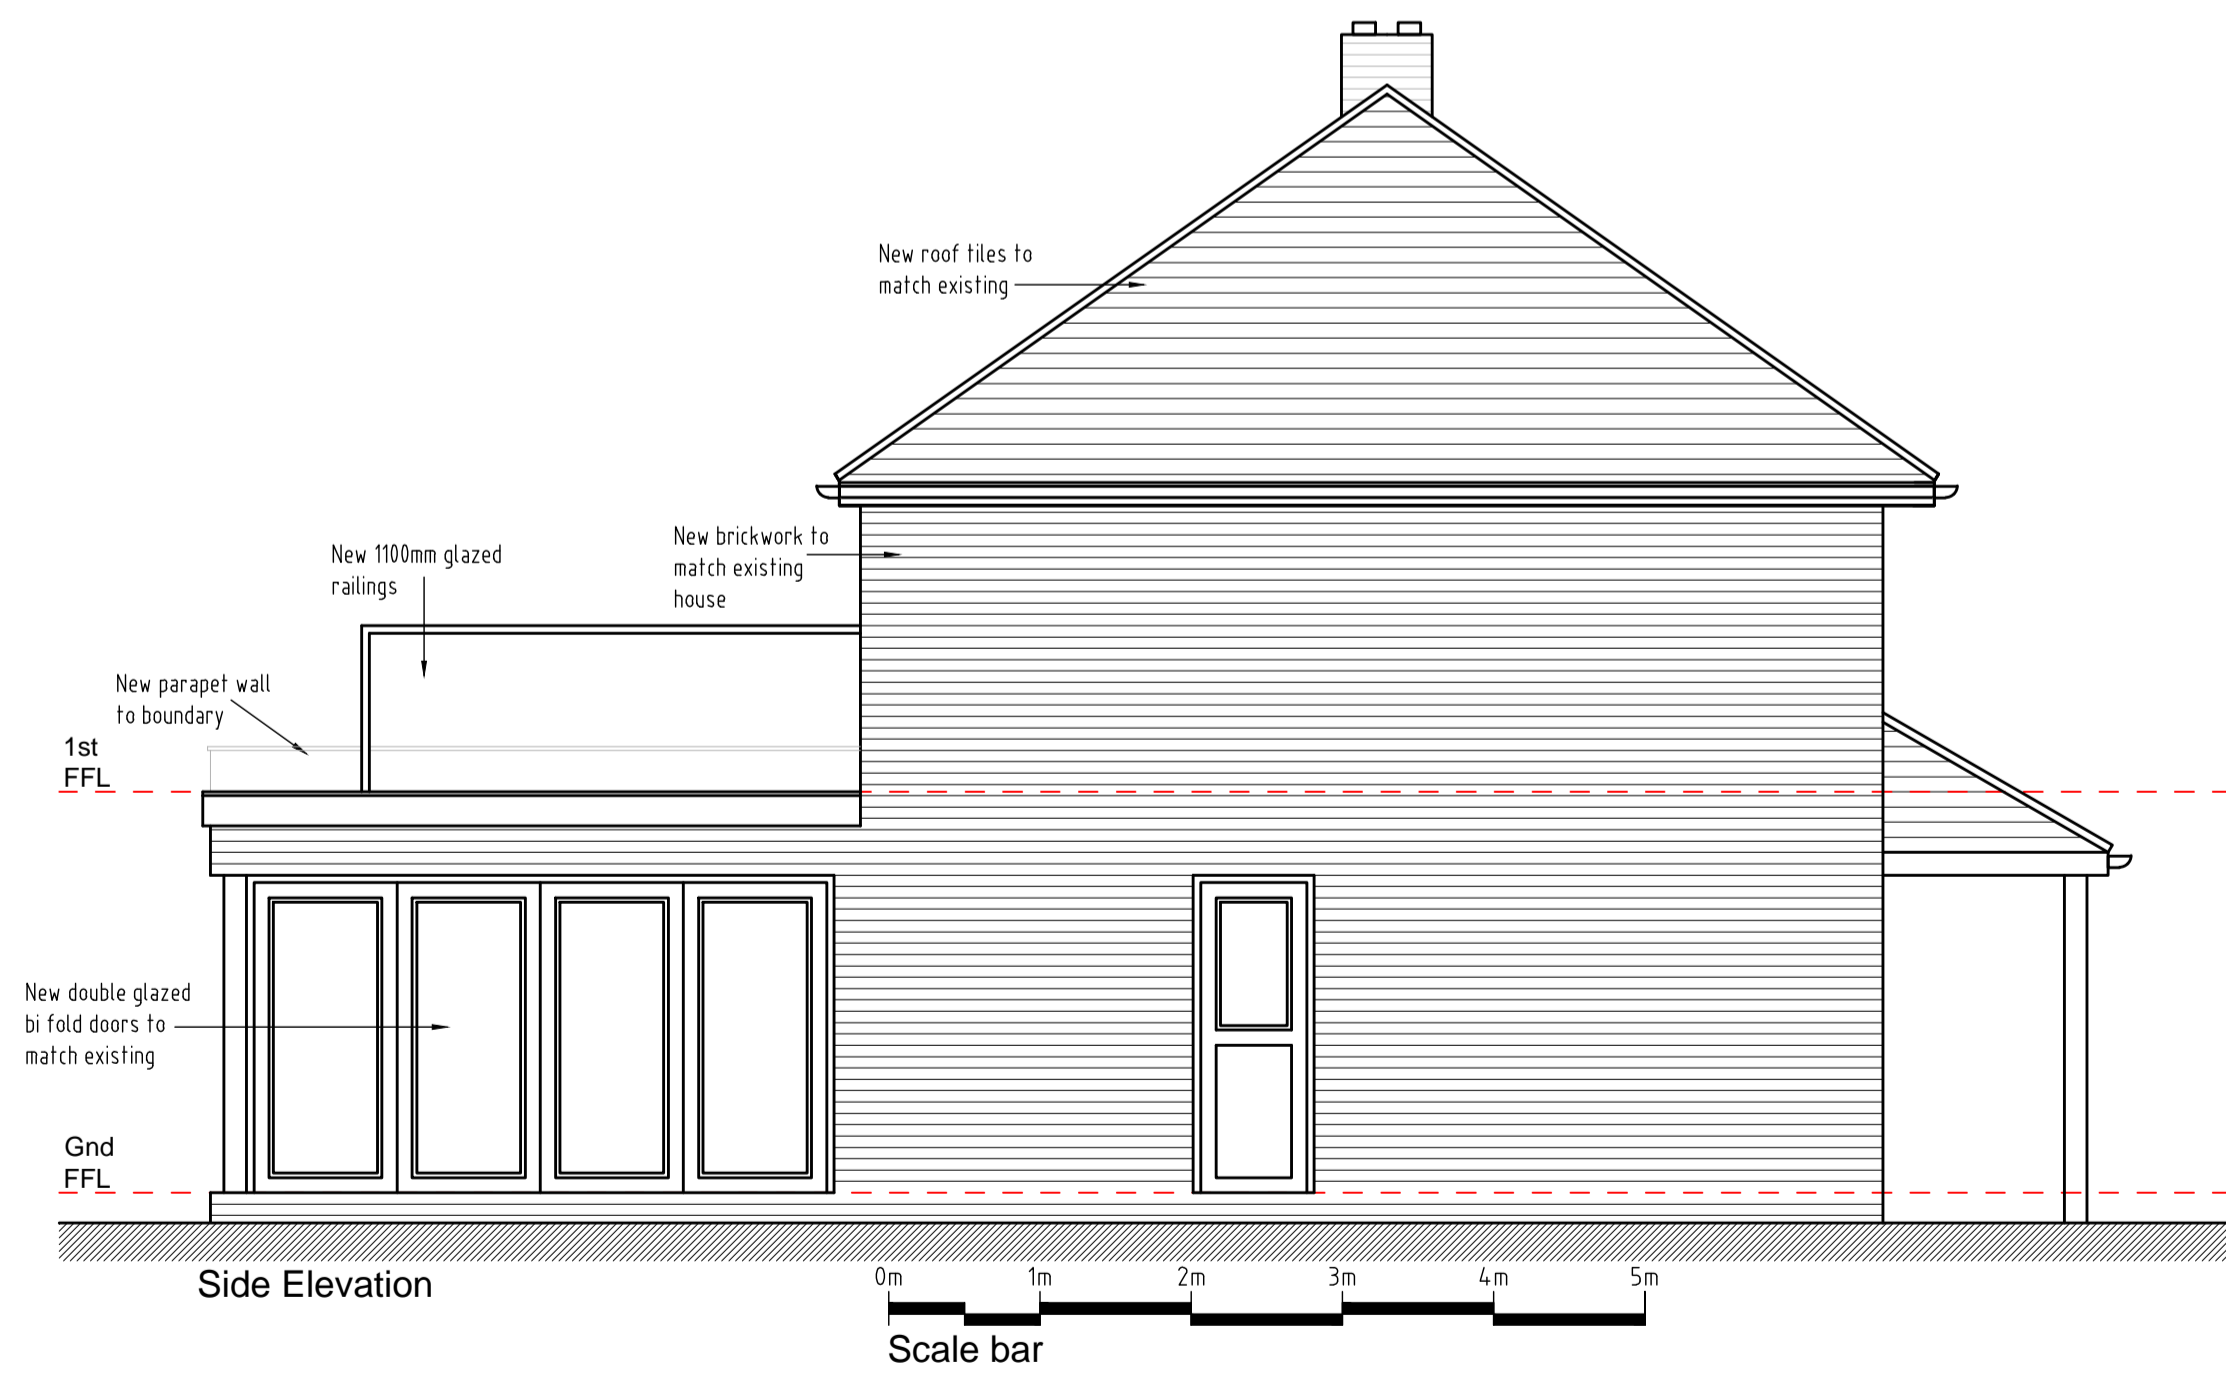 New roof tiles to
match existing
New brickwork to
match existing
house
New 1100mm glazed
railings
New parapet wall
to boundary
1st
FFL
New double glazed
bi fold doors to
match existing
Gnd
FFL
Side Elevation
0m 1m 2m 3m 4m 5m
Scale bar